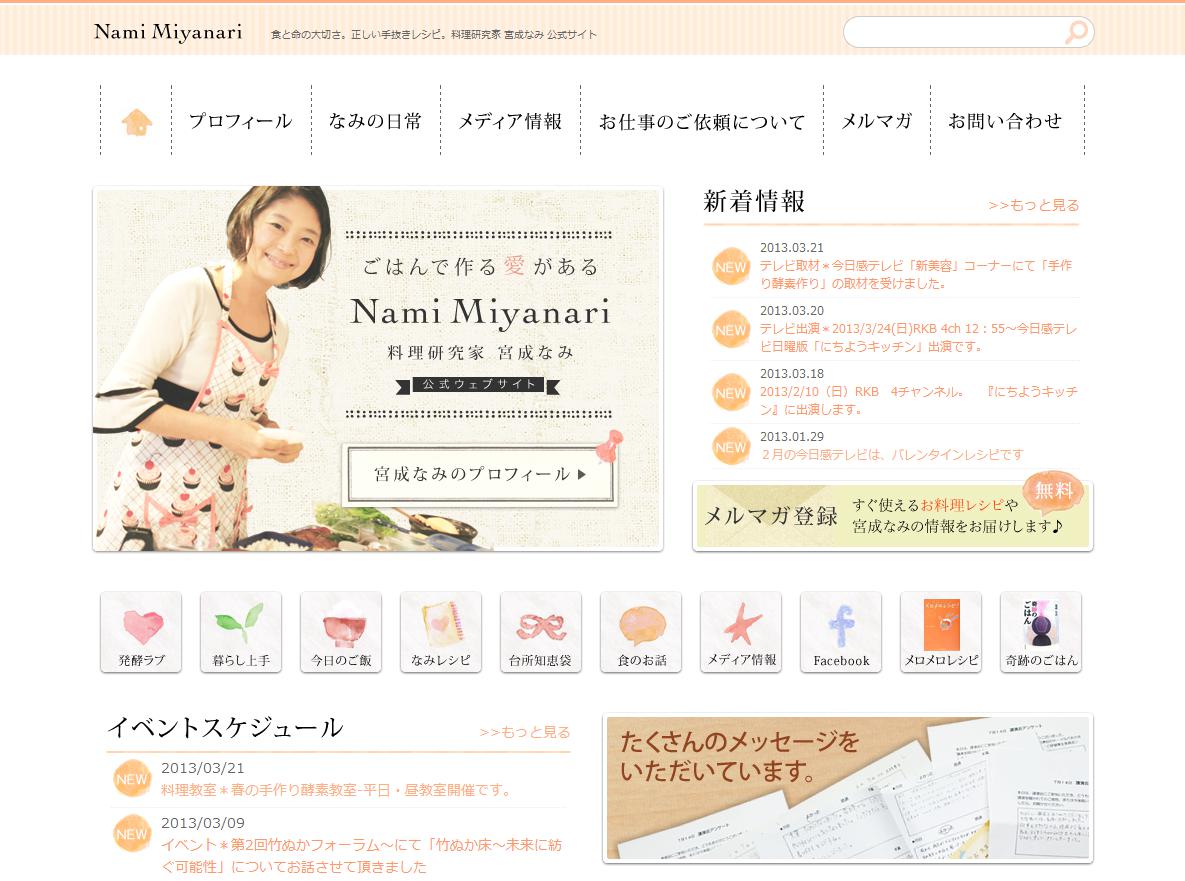 Nami Miyanari
食と命の大切さ。正しい手抜きレシピ。料理研究家 宮成なみ 公式サイト
プロフィール
なみの日常
メディア情報
お仕事のご依頼について
メルマガ
お問い合わせ
ごはんで作る愛がある
Nami Miyanari
料理研究家 宮成なみ
公式ウェブサイト
宮成なみのプロフィール▶
新着情報
>>もっと見る
NEW
2013.03.21
テレビ取材＊今日感テレビ「新美容」コーナーにて「手作
り酵素作り」の取材を受けました。
NEW
2013.03.20
テレビ出演＊2013/3/24(日)RKB 4ch 12：55～今日感テレ
ビ日曜版「にちようキッチン」出演です。
NEW
2013.03.18
2013/2/10（日）RKB　4チャンネル。　『にちようキッチ
ン』に出演します。
NEW
2013.01.29
２月の今日感テレビは、バレンタインレシピです
メルマガ登録
無料
すぐ使えるお料理レシピや
宮成なみの情報をお届けします♪
発酵ラブ
暮らし上手
今日のご飯
なみレシピ
台所知恵袋
食のお話
メディア情報
Facebook
メロメロレシピ
奇跡のごはん
イベントスケジュール
>>もっと見る
NEW
2013/03/21
料理教室＊春の手作り酵素教室-平日・昼教室開催です。
NEW
2013/03/09
イベント＊第2回竹ぬかフォーラム～にて「竹ぬか床～未来に紡
ぐ可能性」についてお話させて頂きました
たくさんのメッセージを
いただいています。